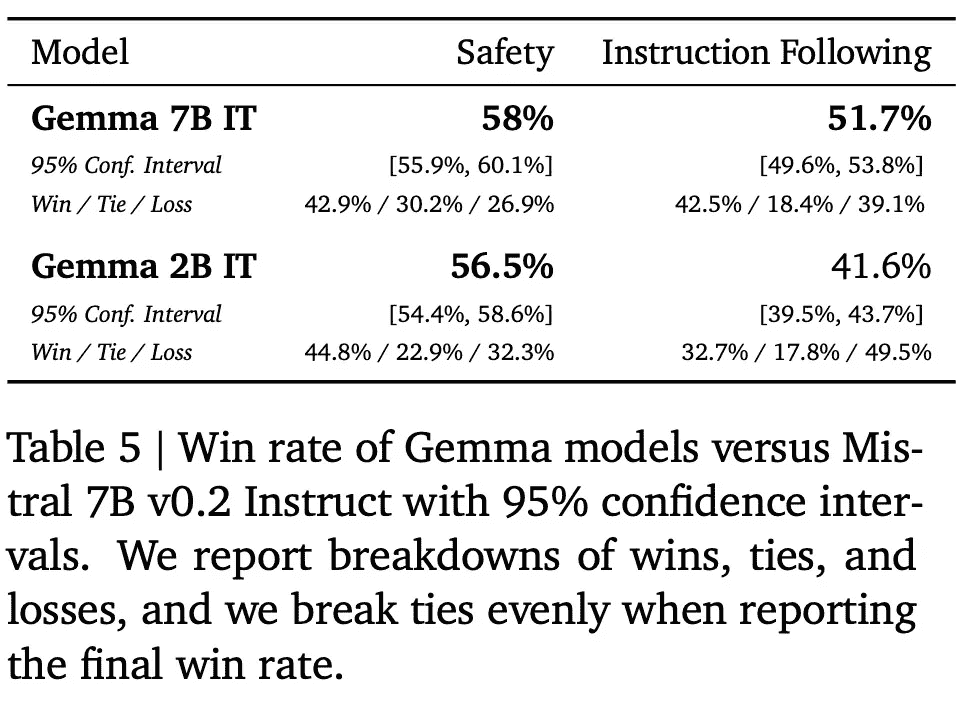 Model Safety Instruction Following
Gemma 7B IT 58% 51.7%
95% Conf. Interval [55.9%, 60.1%] [49.6%, 53.8%]
Win / Tie / Loss 42.9% / 30.2% / 26.9% 42.5% / 18.4% / 39.1%
Gemma 2B IT 56.5% 41.6%
95% Conf. Interval [54.4%, 58.6%] [39.5%, 43.7%]
Win / Tie / Loss 44.8% / 22.9% / 32.3% 32.7% / 17.8% / 49.5%
Table 5 | Win rate of Gemma models versus Mis-
tral 7B v0.2 Instruct with 95% confidence inter-
vals. We report breakdowns of wins, ties, and
losses, and we break ties evenly when reporting
the final win rate.